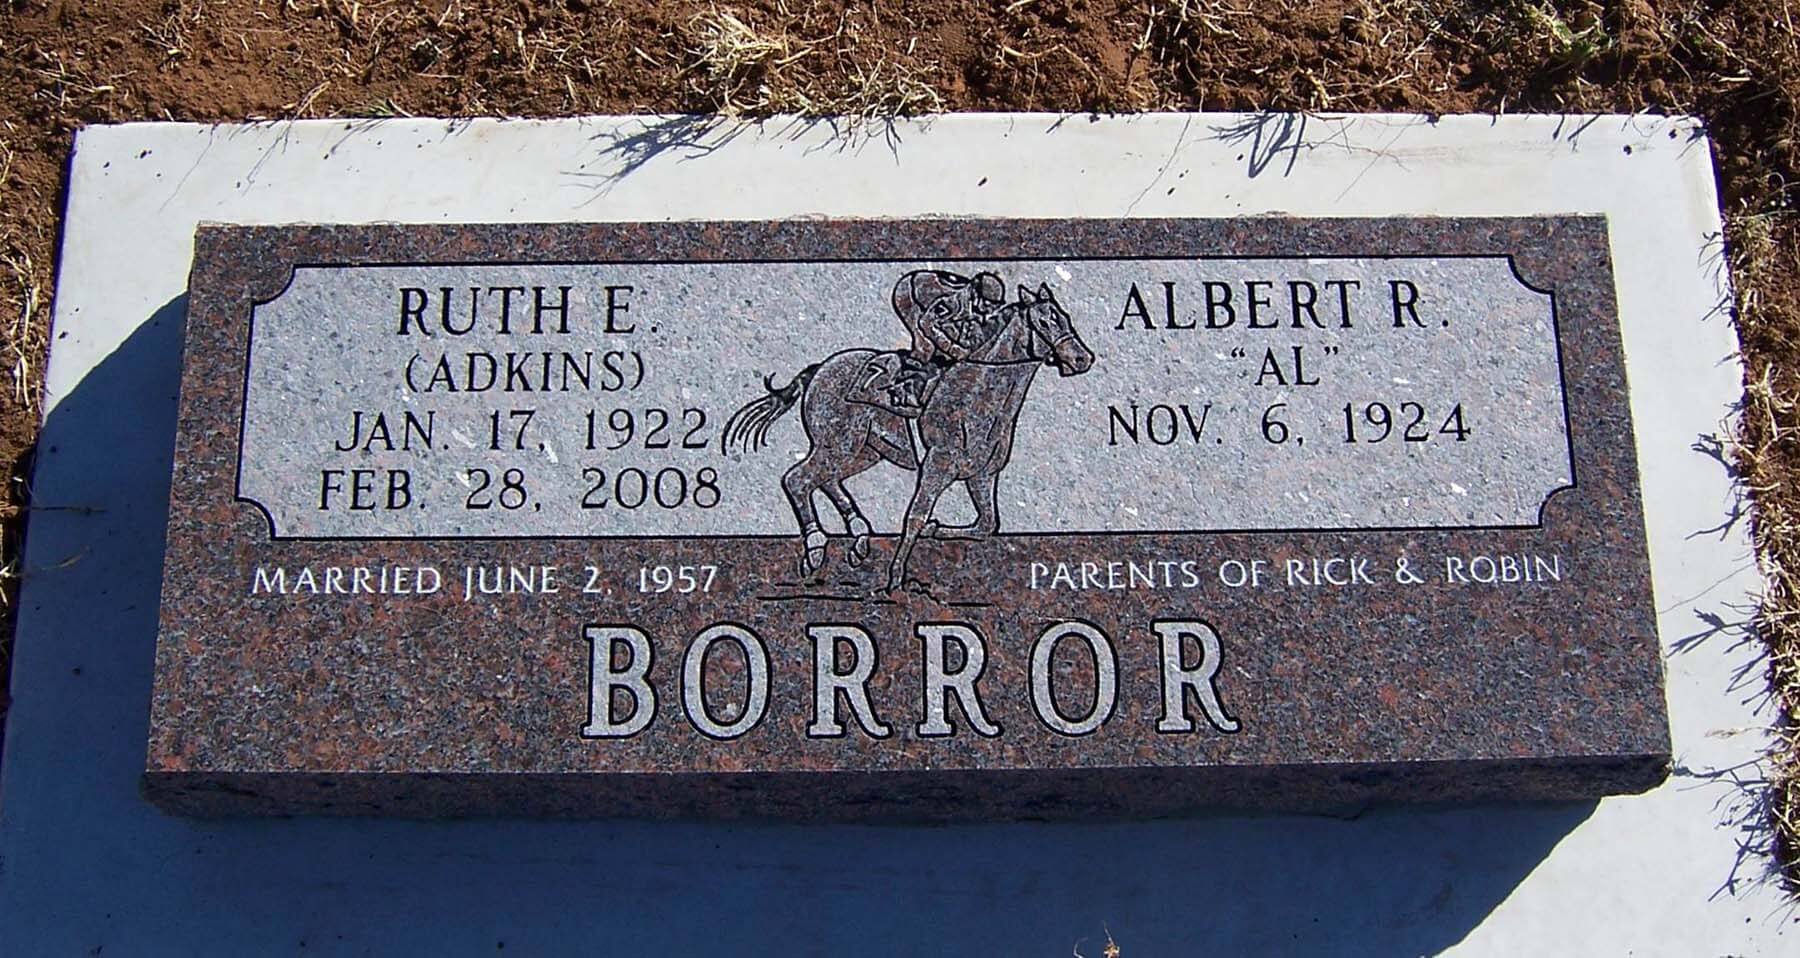 RUTH E.
(ADKINS)
JAN. 17, 1922
FEB. 28, 2008
ALBERT R.
"AL"
NOV. 6, 1924
MARRIED JUNE 2, 1957
PARENTS OF RICK & ROBIN
BORROR